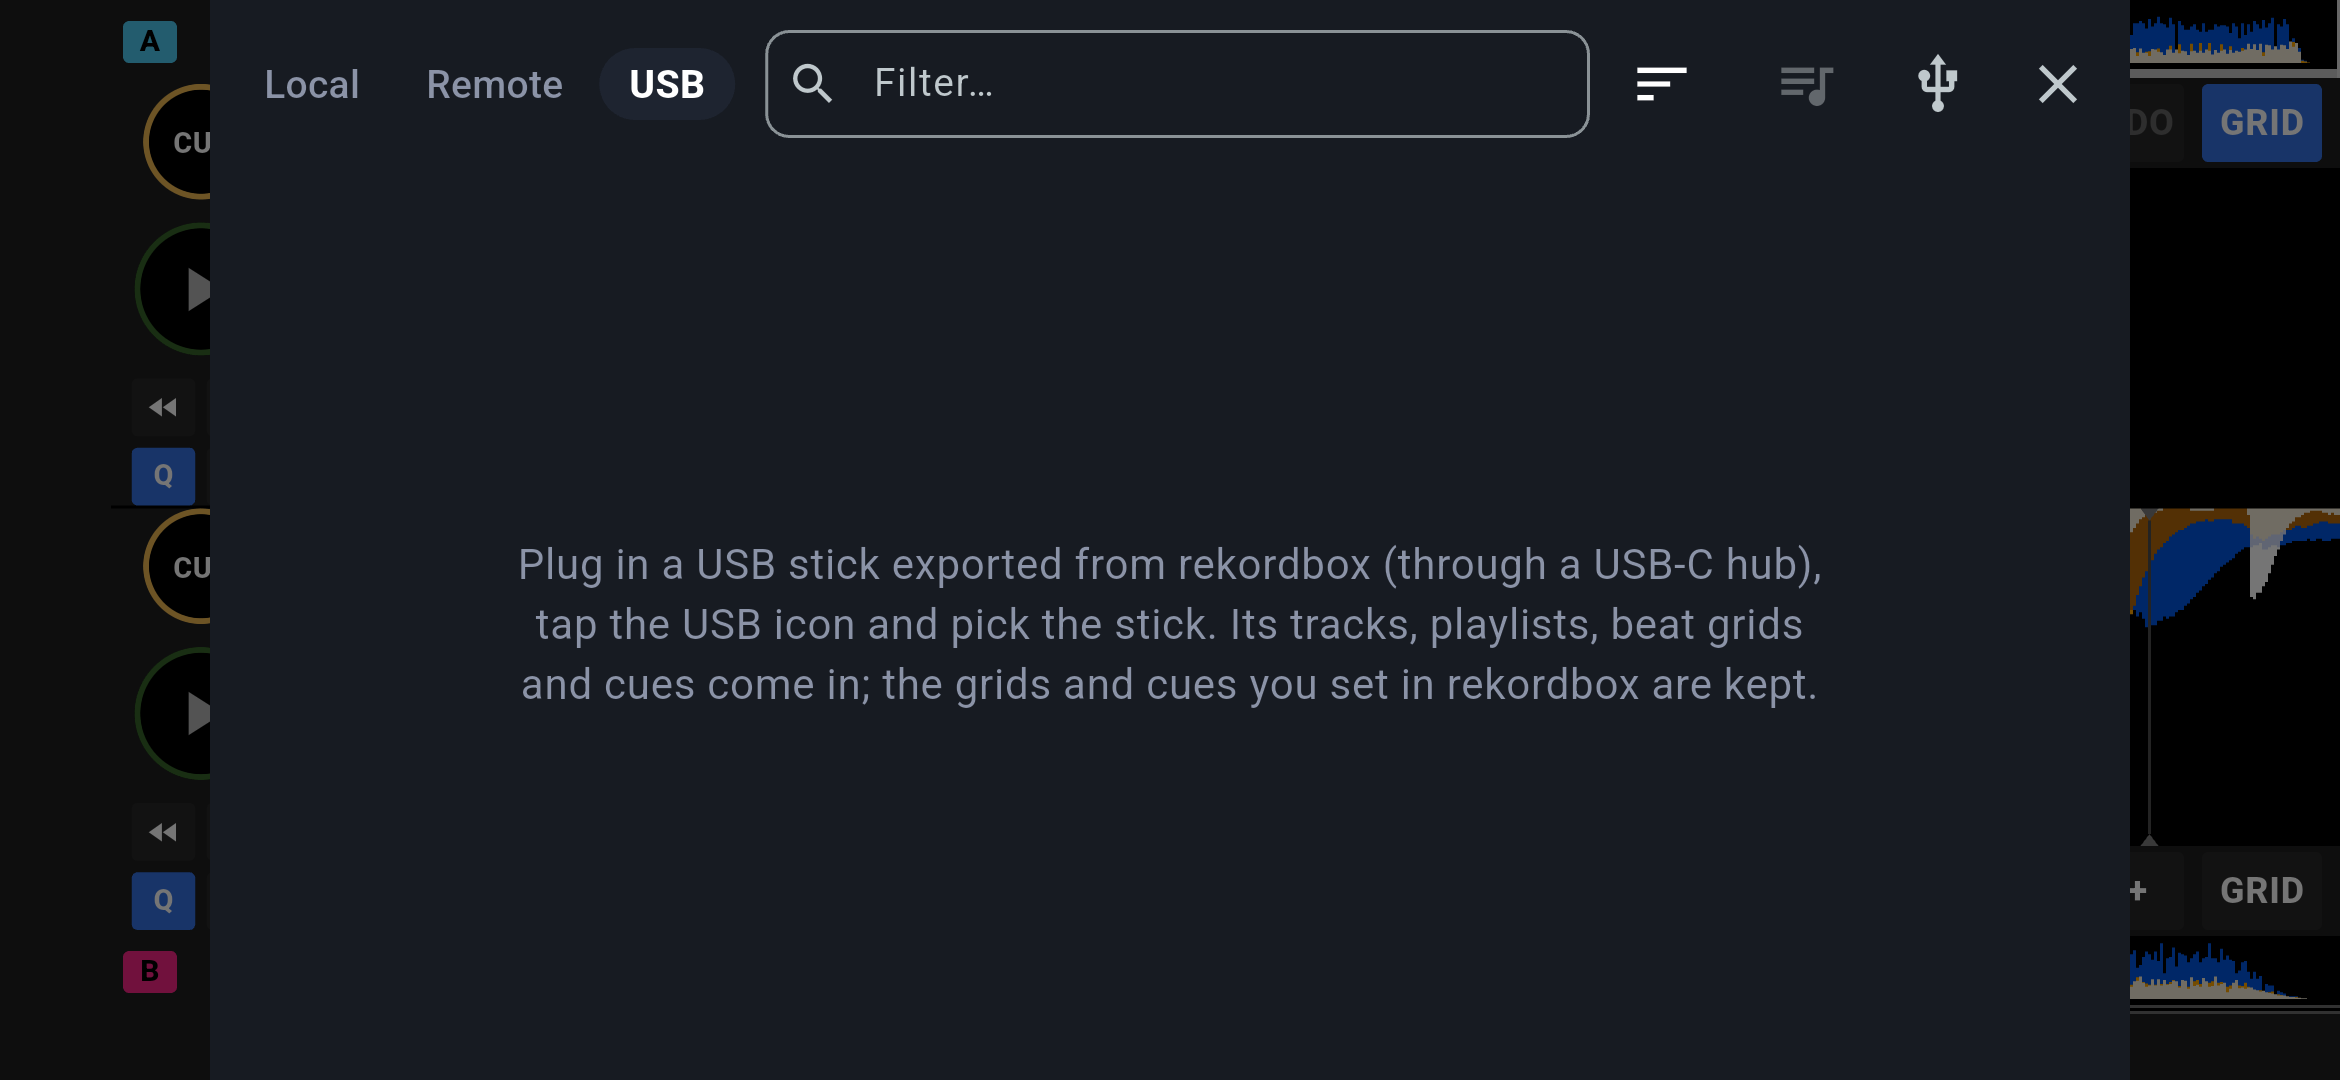 A
Local Remote USB Filter...
CU
DO GRID
Q
CU
Plug in a USB stick exported from rekordbox (through a USB-C hub),
tap the USB icon and pick the stick. Its tracks, playlists, beat grids
and cues come in; the grids and cues you set in rekordbox are kept.
+ GRID
Q
B